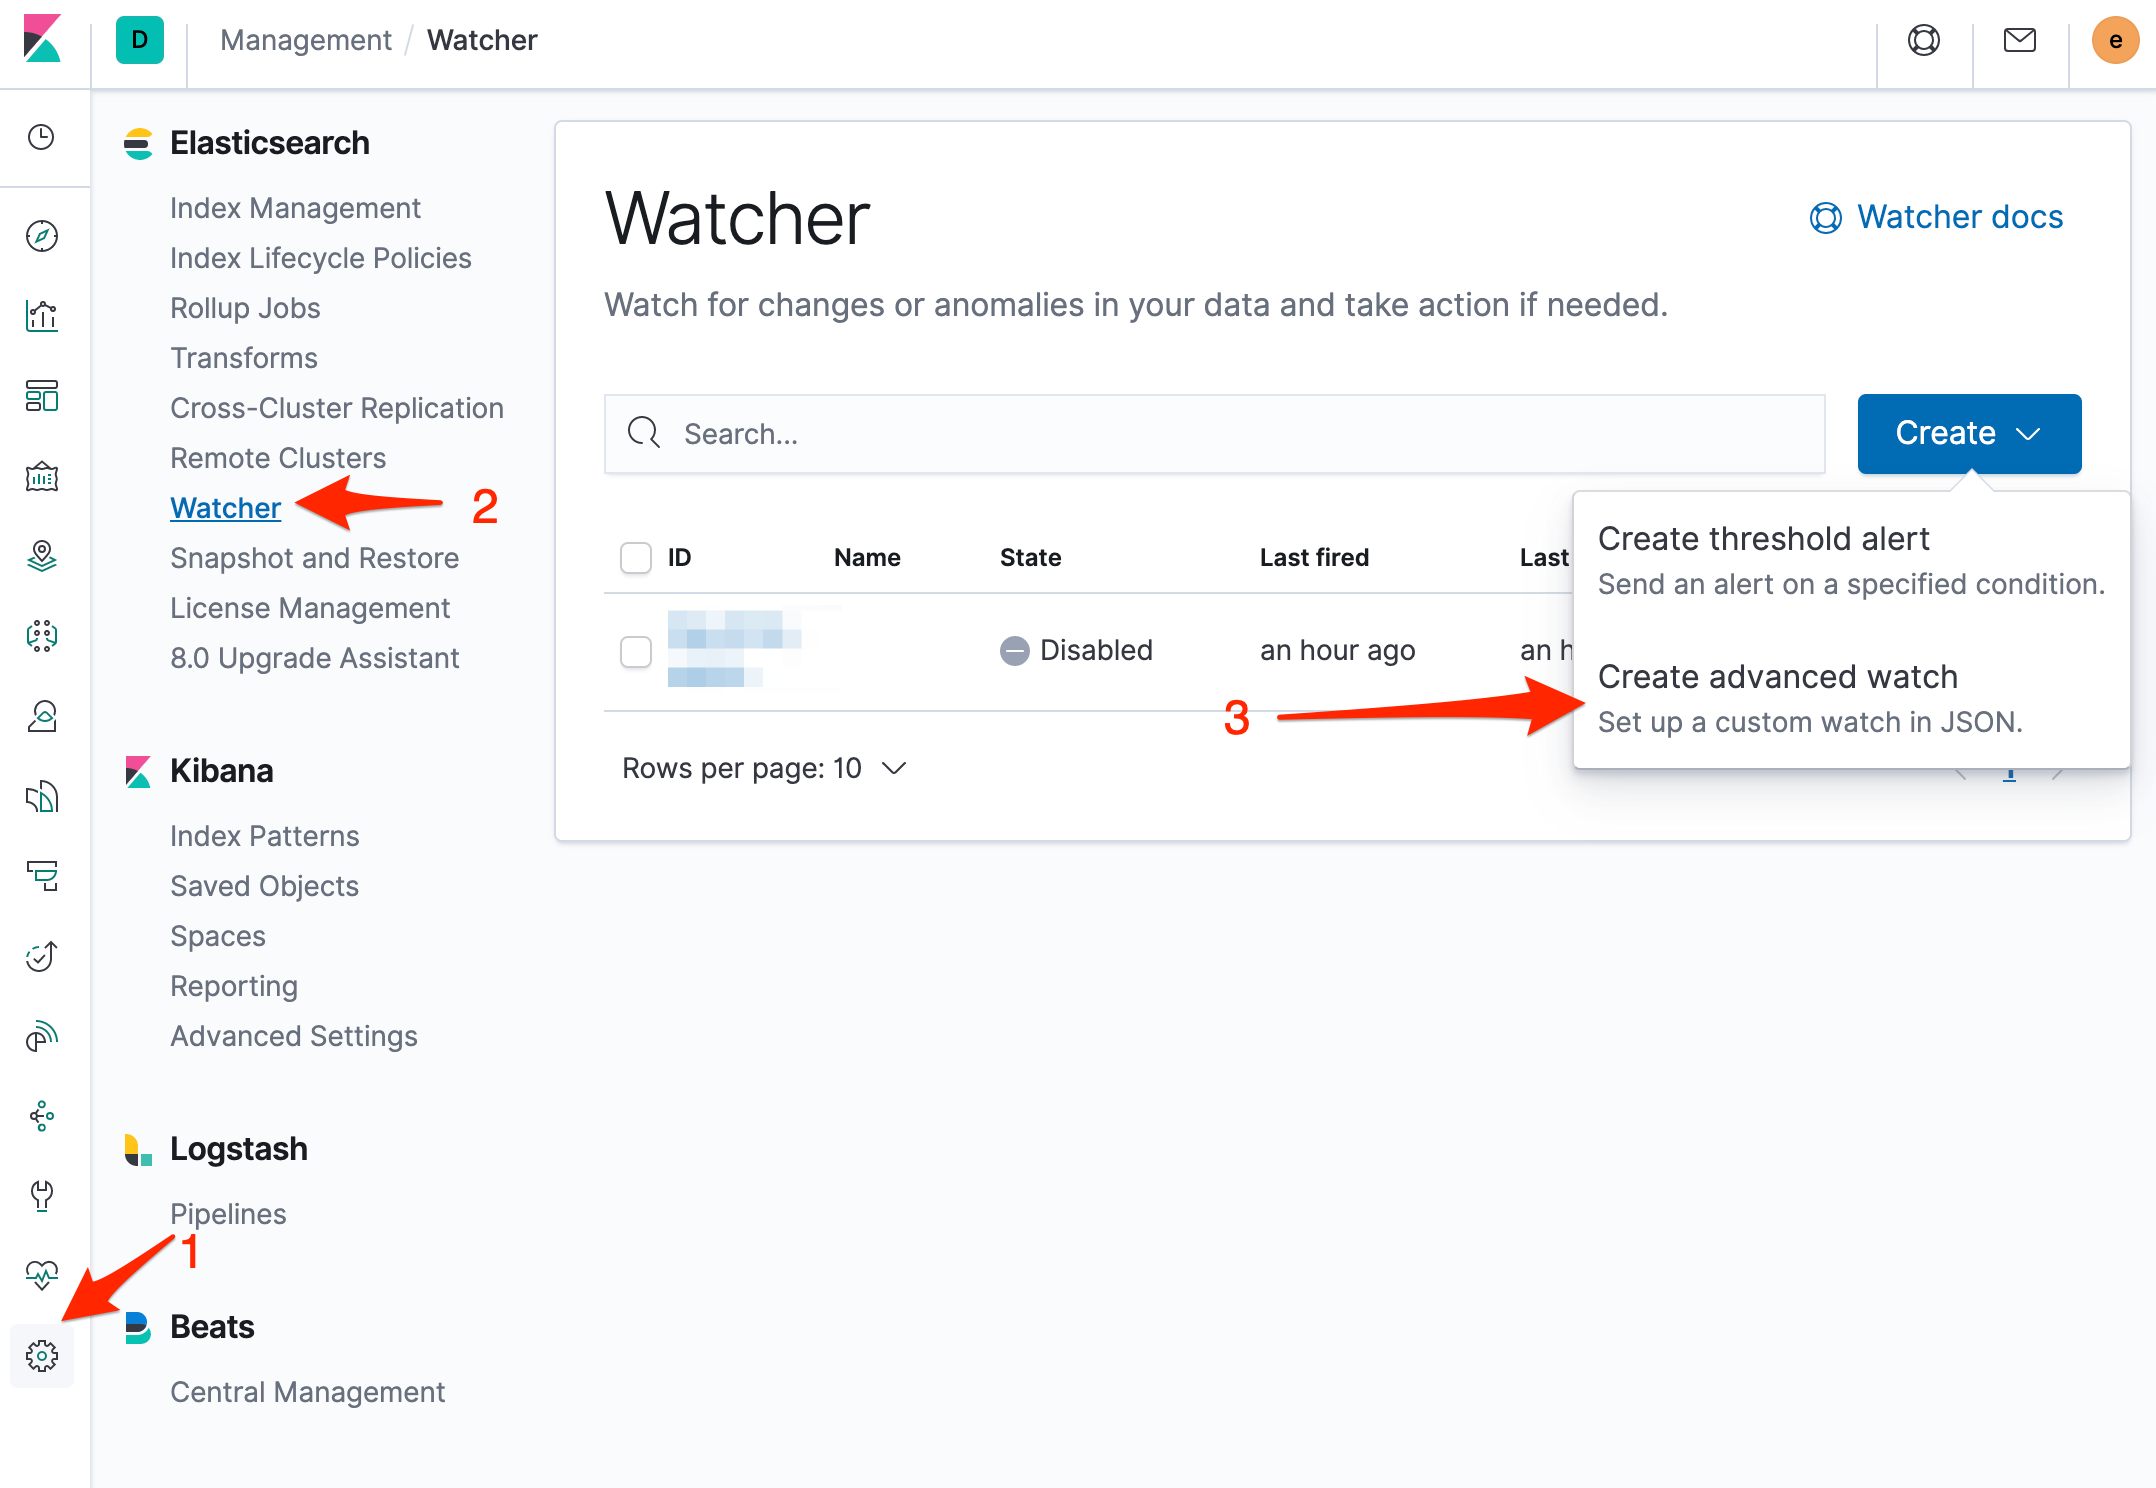 D
Management / Watcher
e
Elasticsearch
Index Management
Index Lifecycle Policies
Rollup Jobs
Transforms
Cross-Cluster Replication
Remote Clusters
Watcher
2
Snapshot and Restore
License Management
8.0 Upgrade Assistant
Kibana
Index Patterns
Saved Objects
Spaces
Reporting
Advanced Settings
Logstash
Pipelines
1
Beats
Central Management
Watcher
Watcher docs
Watch for changes or anomalies in your data and take action if needed.
Search...
Create
Create threshold alert
Send an alert on a specified condition.
Create advanced watch
Set up a custom watch in JSON.
ID Name State Last fired Last
Disabled an hour ago an h
3
Rows per page: 10
1